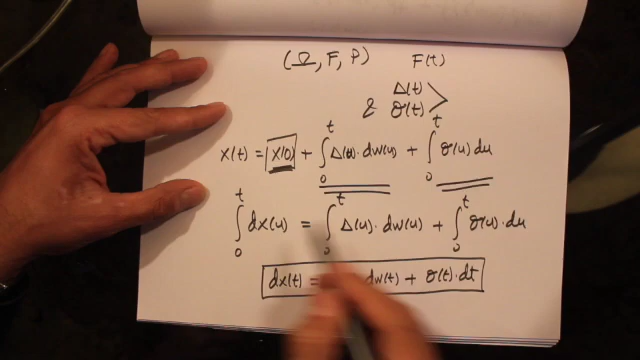 (Ω, F, P) F(t)
Δ(t)
& θ(t) >
x(t) = x(0) + ∫₀ᵗ Δ(t).dw(u) + ∫₀ᵗ θ(u)du
∫₀ᵗ dx(u) = ∫₀ᵗ Δ(u).dw(u) + ∫₀ᵗ θ(u).du
dx(t) = dw(t) + θ(t).dt